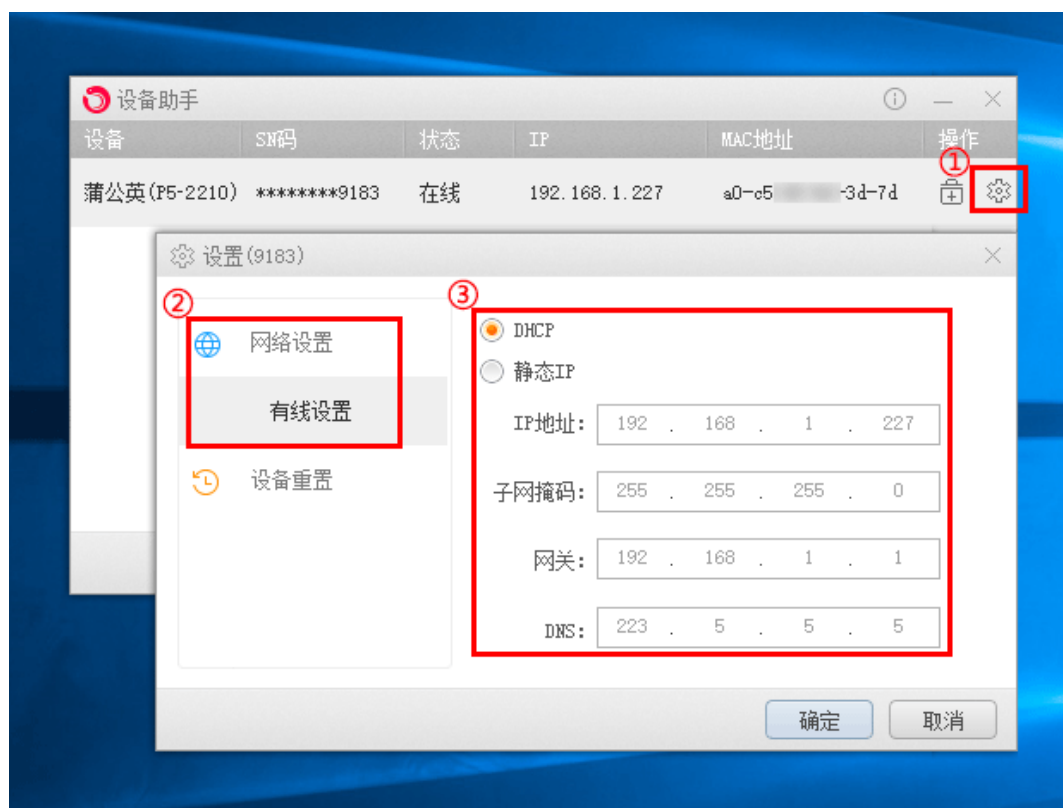 设备助手
设备 SN码 状态 IP MAC地址 操作
①
蒲公英(P5-2210) ********9183 在线 192.168.1.227 a0-c5 -3d-7d
设置(9183)
② ③
网络设置
有线设置
设备重置
DHCP
静态IP
IP地址: 192 . 168 . 1 . 227
子网掩码: 255 . 255 . 255 . 0
网关: 192 . 168 . 1 . 1
DNS: 223 . 5 . 5 . 5
确定 取消